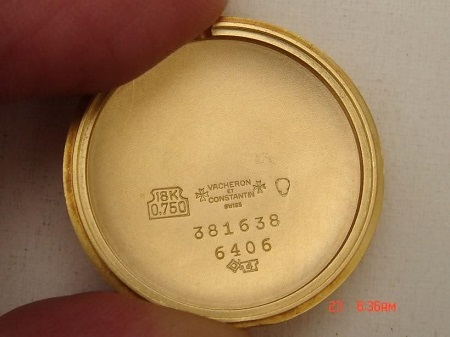 18K
0,750
VACHERON
ET
CONSTANTIN
SWISS
381638
6406